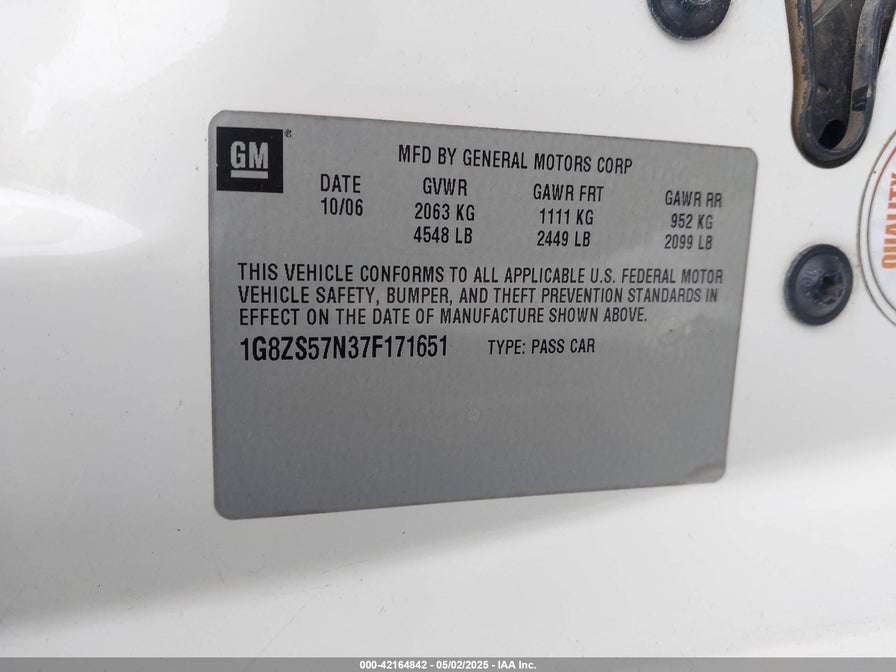 GM
MFD BY GENERAL MOTORS CORP
DATE GVWR GAWR FRT GAWR RR
10/06 2063 KG 1111 KG 952 KG
4548 LB 2449 LB 2099 LB
THIS VEHICLE CONFORMS TO ALL APPLICABLE U.S. FEDERAL MOTOR
VEHICLE SAFETY, BUMPER, AND THEFT PREVENTION STANDARDS IN
EFFECT ON THE DATE OF MANUFACTURE SHOWN ABOVE.
1G8ZS57N37F171651 TYPE: PASS CAR
QUALITY
000-42164842 / 05/02/2025 / IAA Inc.